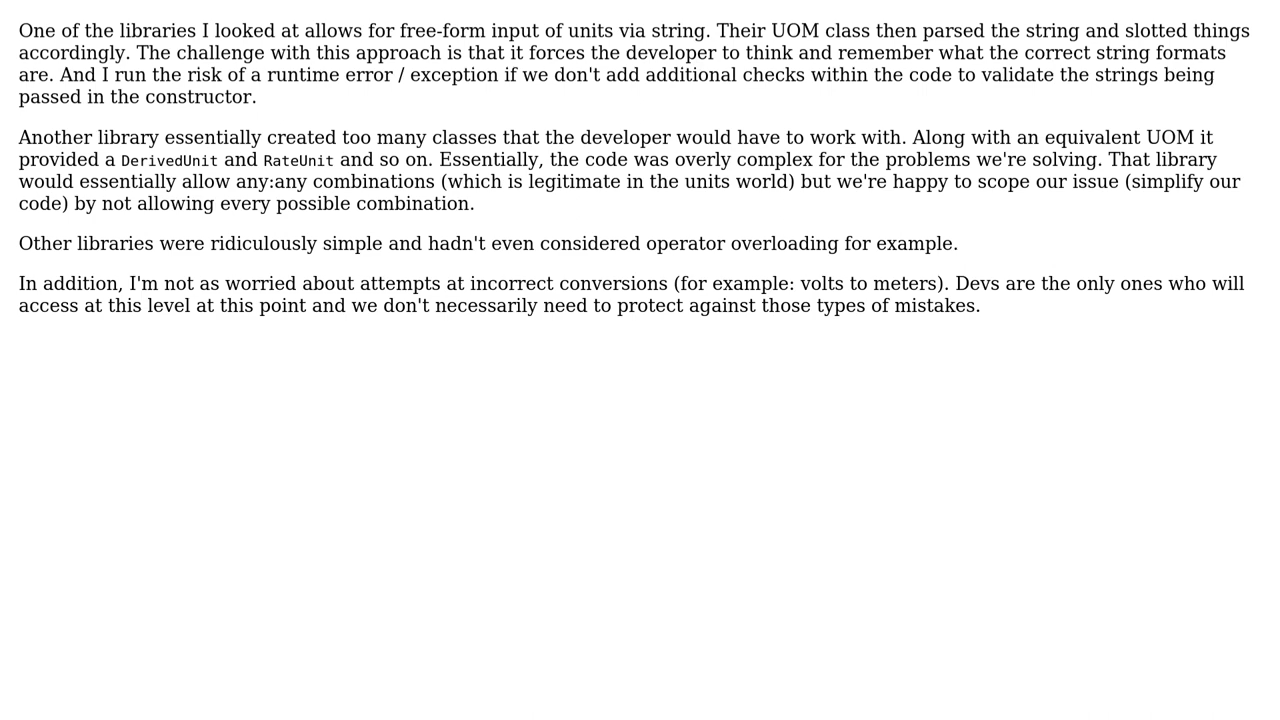 One of the libraries I looked at allows for free-form input of units via string. Their UOM class then parsed the string and slotted things
accordingly. The challenge with this approach is that it forces the developer to think and remember what the correct string formats
are. And I run the risk of a runtime error / exception if we don't add additional checks within the code to validate the strings being
passed in the constructor.
Another library essentially created too many classes that the developer would have to work with. Along with an equivalent UOM it
provided a DerivedUnit and RateUnit and so on. Essentially, the code was overly complex for the problems we're solving. That library
would essentially allow any:any combinations (which is legitimate in the units world) but we're happy to scope our issue (simplify our
code) by not allowing every possible combination.
Other libraries were ridiculously simple and hadn't even considered operator overloading for example.
In addition, I'm not as worried about attempts at incorrect conversions (for example: volts to meters). Devs are the only ones who will
access at this level at this point and we don't necessarily need to protect against those types of mistakes.